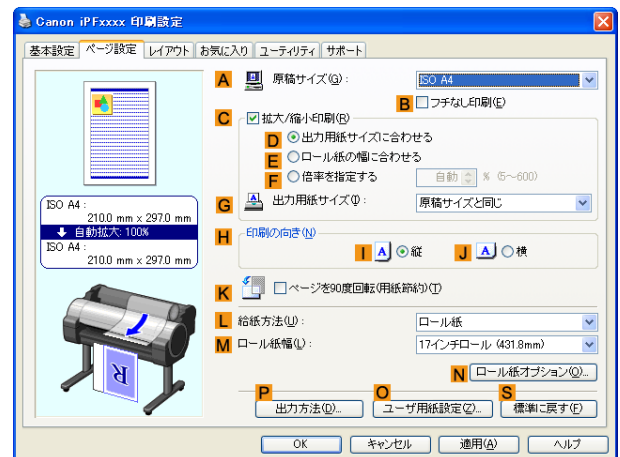 Canon iPFxxxx 印刷設定
基本設定 ページ設定 レイアウト お気に入り ユーティリティ サポート
A 原稿サイズ(Q): ISO A4
B フチなし印刷(E)
C 拡大/縮小印刷(R)
D 出力用紙サイズに合わせる
E ロール紙の幅に合わせる
F 倍率を指定する 自動 % (5～600)
G 出力用紙サイズ(I): 原稿サイズと同じ
ISO A4 :
210.0 mm x 297.0 mm
自動拡大: 100%
ISO A4 :
210.0 mm x 297.0 mm
H 印刷の向き(N)
I A 縦 J A 横
K ページを90度回転(用紙節約)(T)
L 給紙方法(U): ロール紙
M ロール紙幅(L): 17インチロール (431.8mm)
N ロール紙オプション(O)...
R
P O S
出力方法(D)... ユーザ用紙設定(Z)... 標準に戻す(F)
OK キャンセル 適用(A) ヘルプ